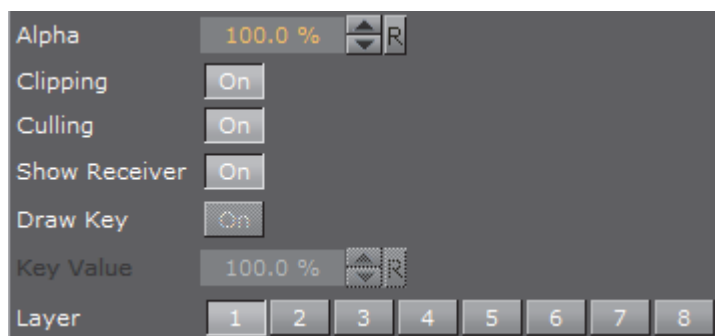 Alpha 100.0 % R
Clipping On
Culling On
Show Receiver On
Draw Key On
Key Value 100.0 % R
Layer 1 2 3 4 5 6 7 8